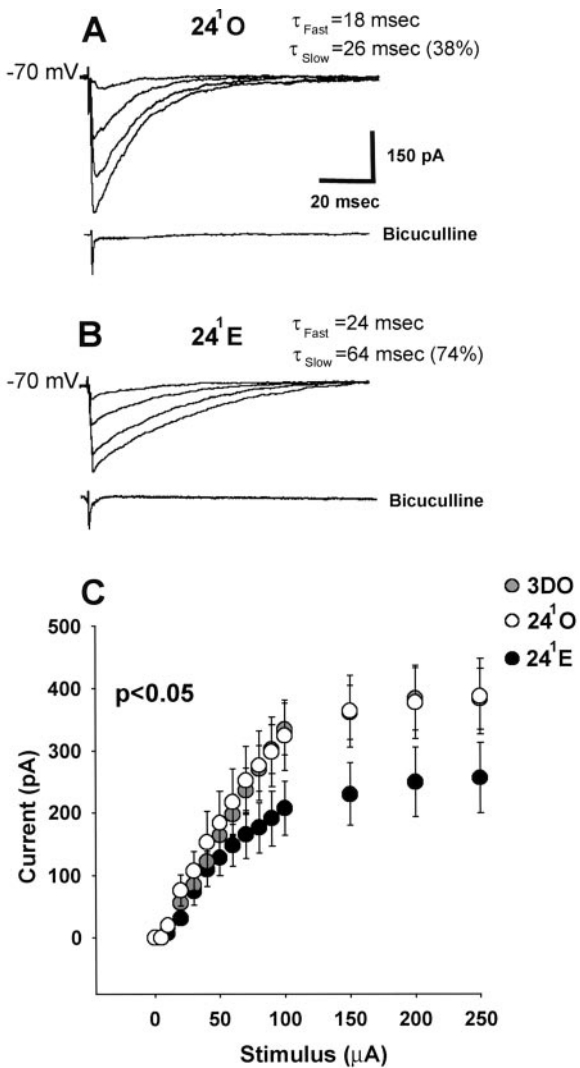 A 24¹O τFast =18 msec
τSlow =26 msec (38%)
-70 mV
150 pA
20 msec
Bicuculline
B 24¹E τFast =24 msec
τSlow =64 msec (74%)
-70 mV
Bicuculline
C
3DO
24¹O
24¹E
p<0.05
500
400
300
200
100
0
Current (pA)
0 50 100 150 200 250
Stimulus (μA)